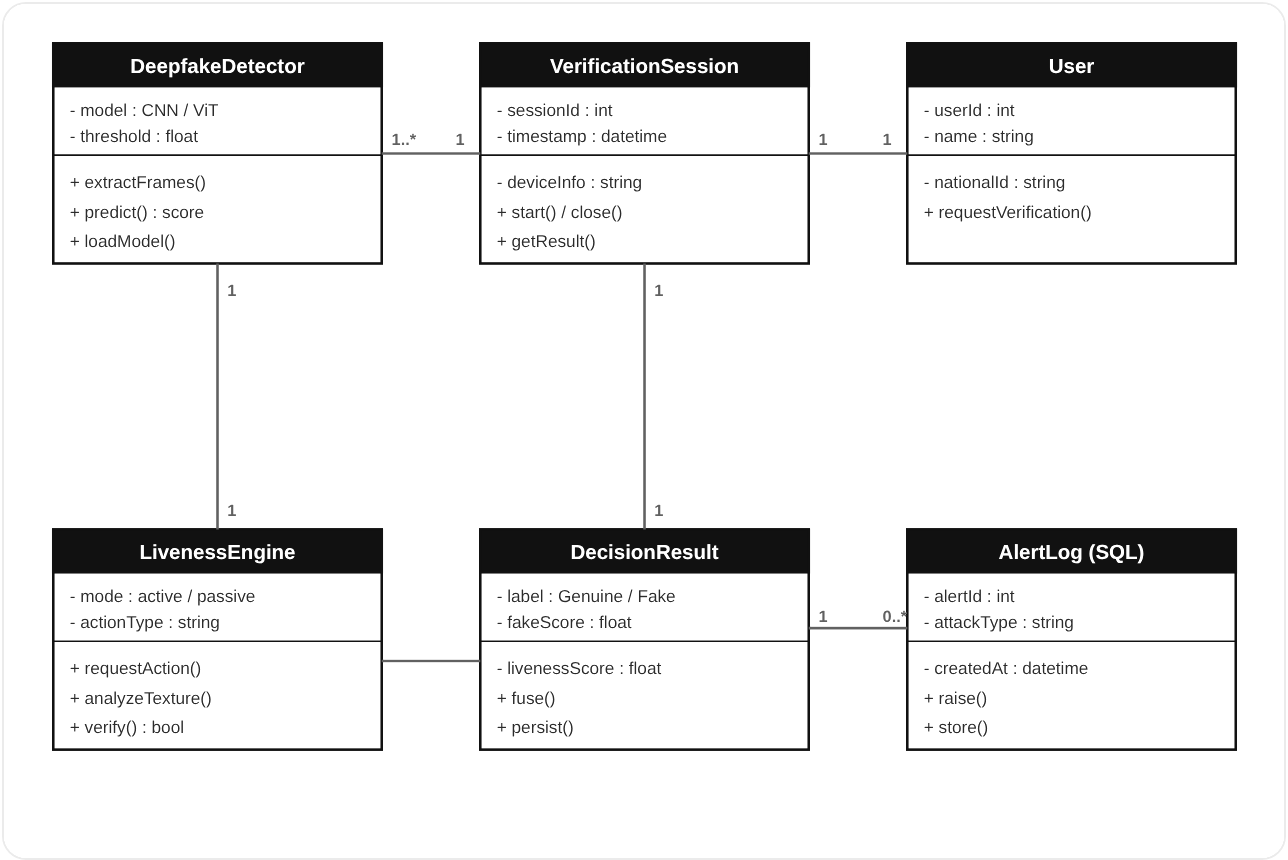 DeepfakeDetector
- model : CNN / ViT
- threshold : float
+ extractFrames()
+ predict() : score
+ loadModel()
1..*
1
VerificationSession
- sessionId : int
- timestamp : datetime
- deviceInfo : string
+ start() / close()
+ getResult()
1
1
User
- userId : int
- name : string
- nationalId : string
+ requestVerification()
1
1
1
1
LivenessEngine
- mode : active / passive
- actionType : string
+ requestAction()
+ analyzeTexture()
+ verify() : bool
DecisionResult
- label : Genuine / Fake
- fakeScore : float
- livenessScore : float
+ fuse()
+ persist()
1
0..*
AlertLog (SQL)
- alertId : int
- attackType : string
- createdAt : datetime
+ raise()
+ store()